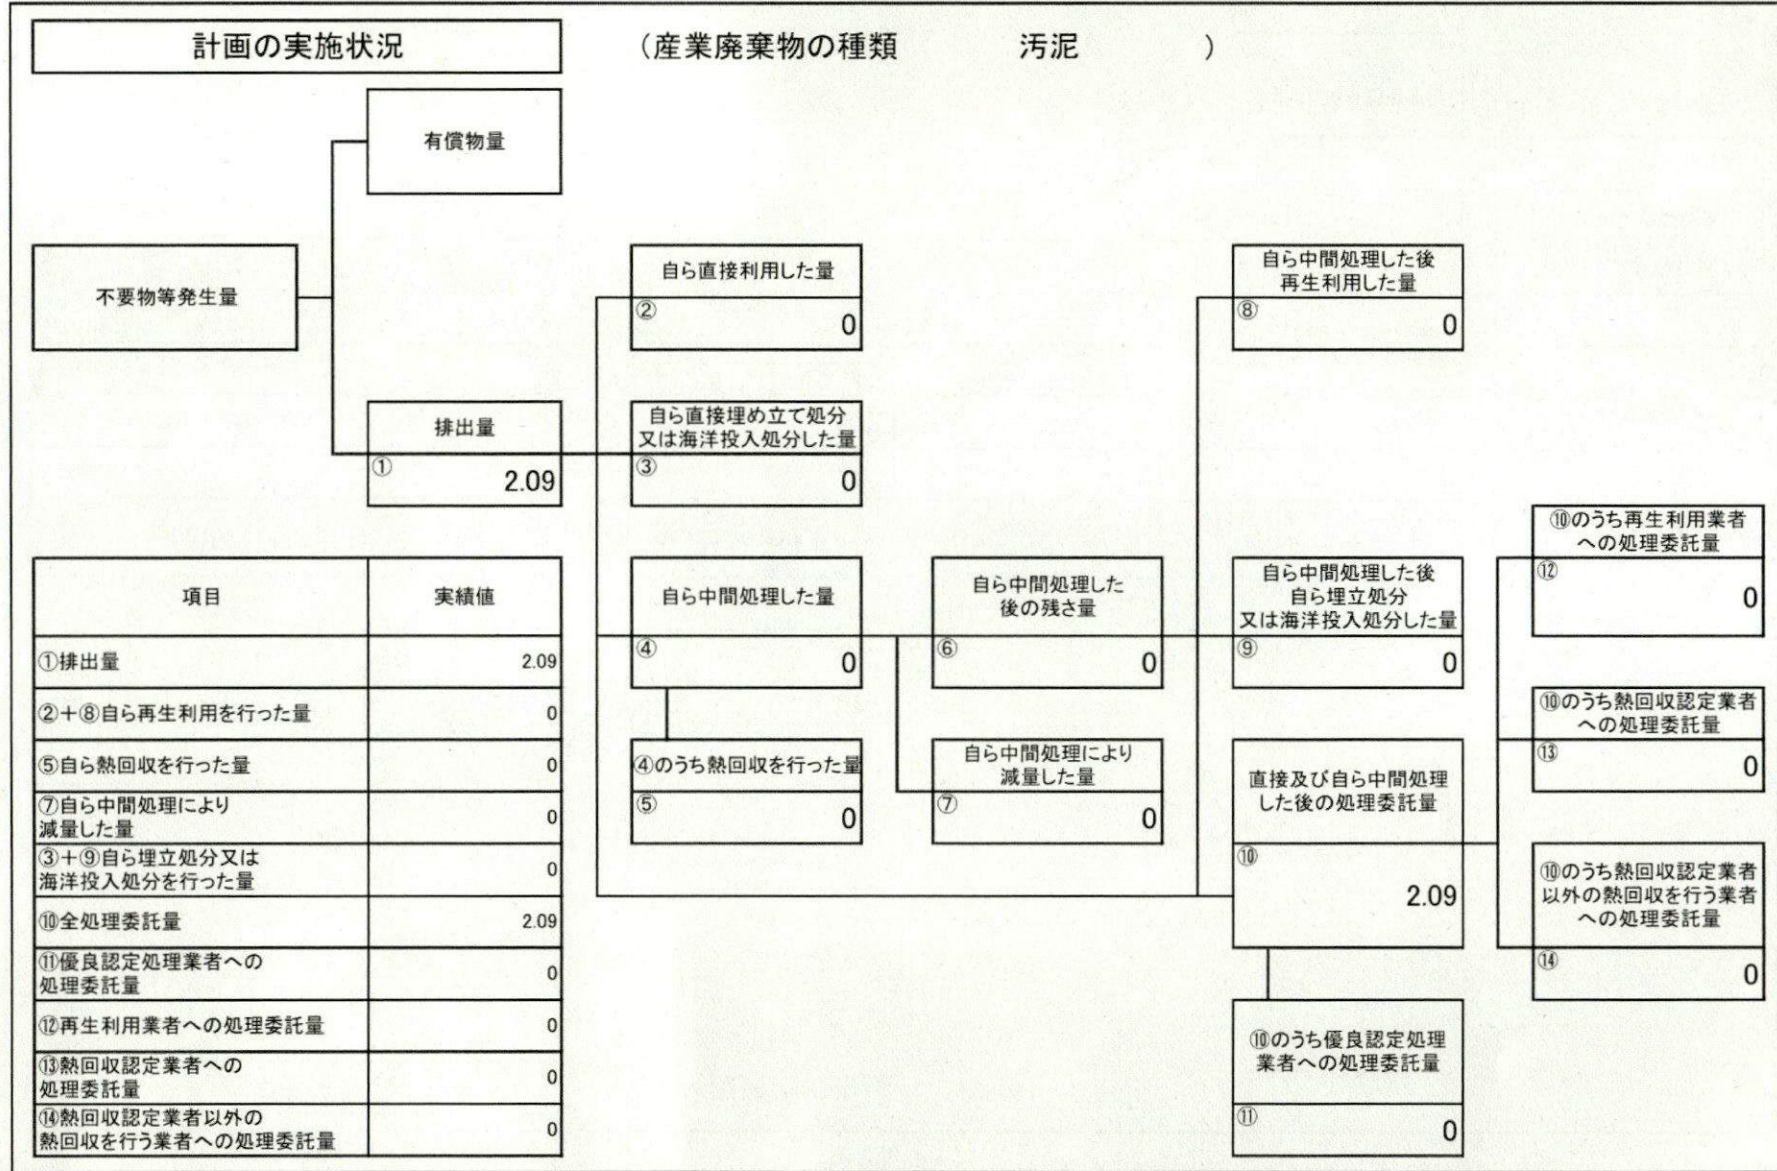 計画の実施状況
（産業廃棄物の種類　汚泥　）
有償物量
不要物等発生量
排出量
①
2.09
自ら直接利用した量
②
0
自ら直接埋め立て処分
又は海洋投入処分した量
③
0
自ら中間処理した量
④
0
④のうち熱回収を行った量
⑤
0
自ら中間処理した
後の残さ量
⑥
0
自ら中間処理により
減量した量
⑦
0
自ら中間処理した後
再生利用した量
⑧
0
自ら中間処理した後
自ら埋立処分
又は海洋投入処分した量
⑨
0
直接及び自ら中間処理
した後の処理委託量
⑩
2.09
⑩のうち優良認定処理
業者への処理委託量
⑪
0
⑩のうち再生利用業者
への処理委託量
⑫
0
⑩のうち熱回収認定業者
への処理委託量
⑬
0
⑩のうち熱回収認定業者
以外の熱回収を行う業者
への処理委託量
⑭
0
項目　実績値
①排出量　2.09
②＋⑧自ら再生利用を行った量　0
⑤自ら熱回収を行った量　0
⑦自ら中間処理により
減量した量　0
③＋⑨自ら埋立処分又は
海洋投入処分を行った量　0
⑩全処理委託量　2.09
⑪優良認定処理業者への
処理委託量　0
⑫再生利用業者への処理委託量　0
⑬熱回収認定業者への
処理委託量　0
⑭熱回収認定業者以外の
熱回収を行う業者への処理委託量　0